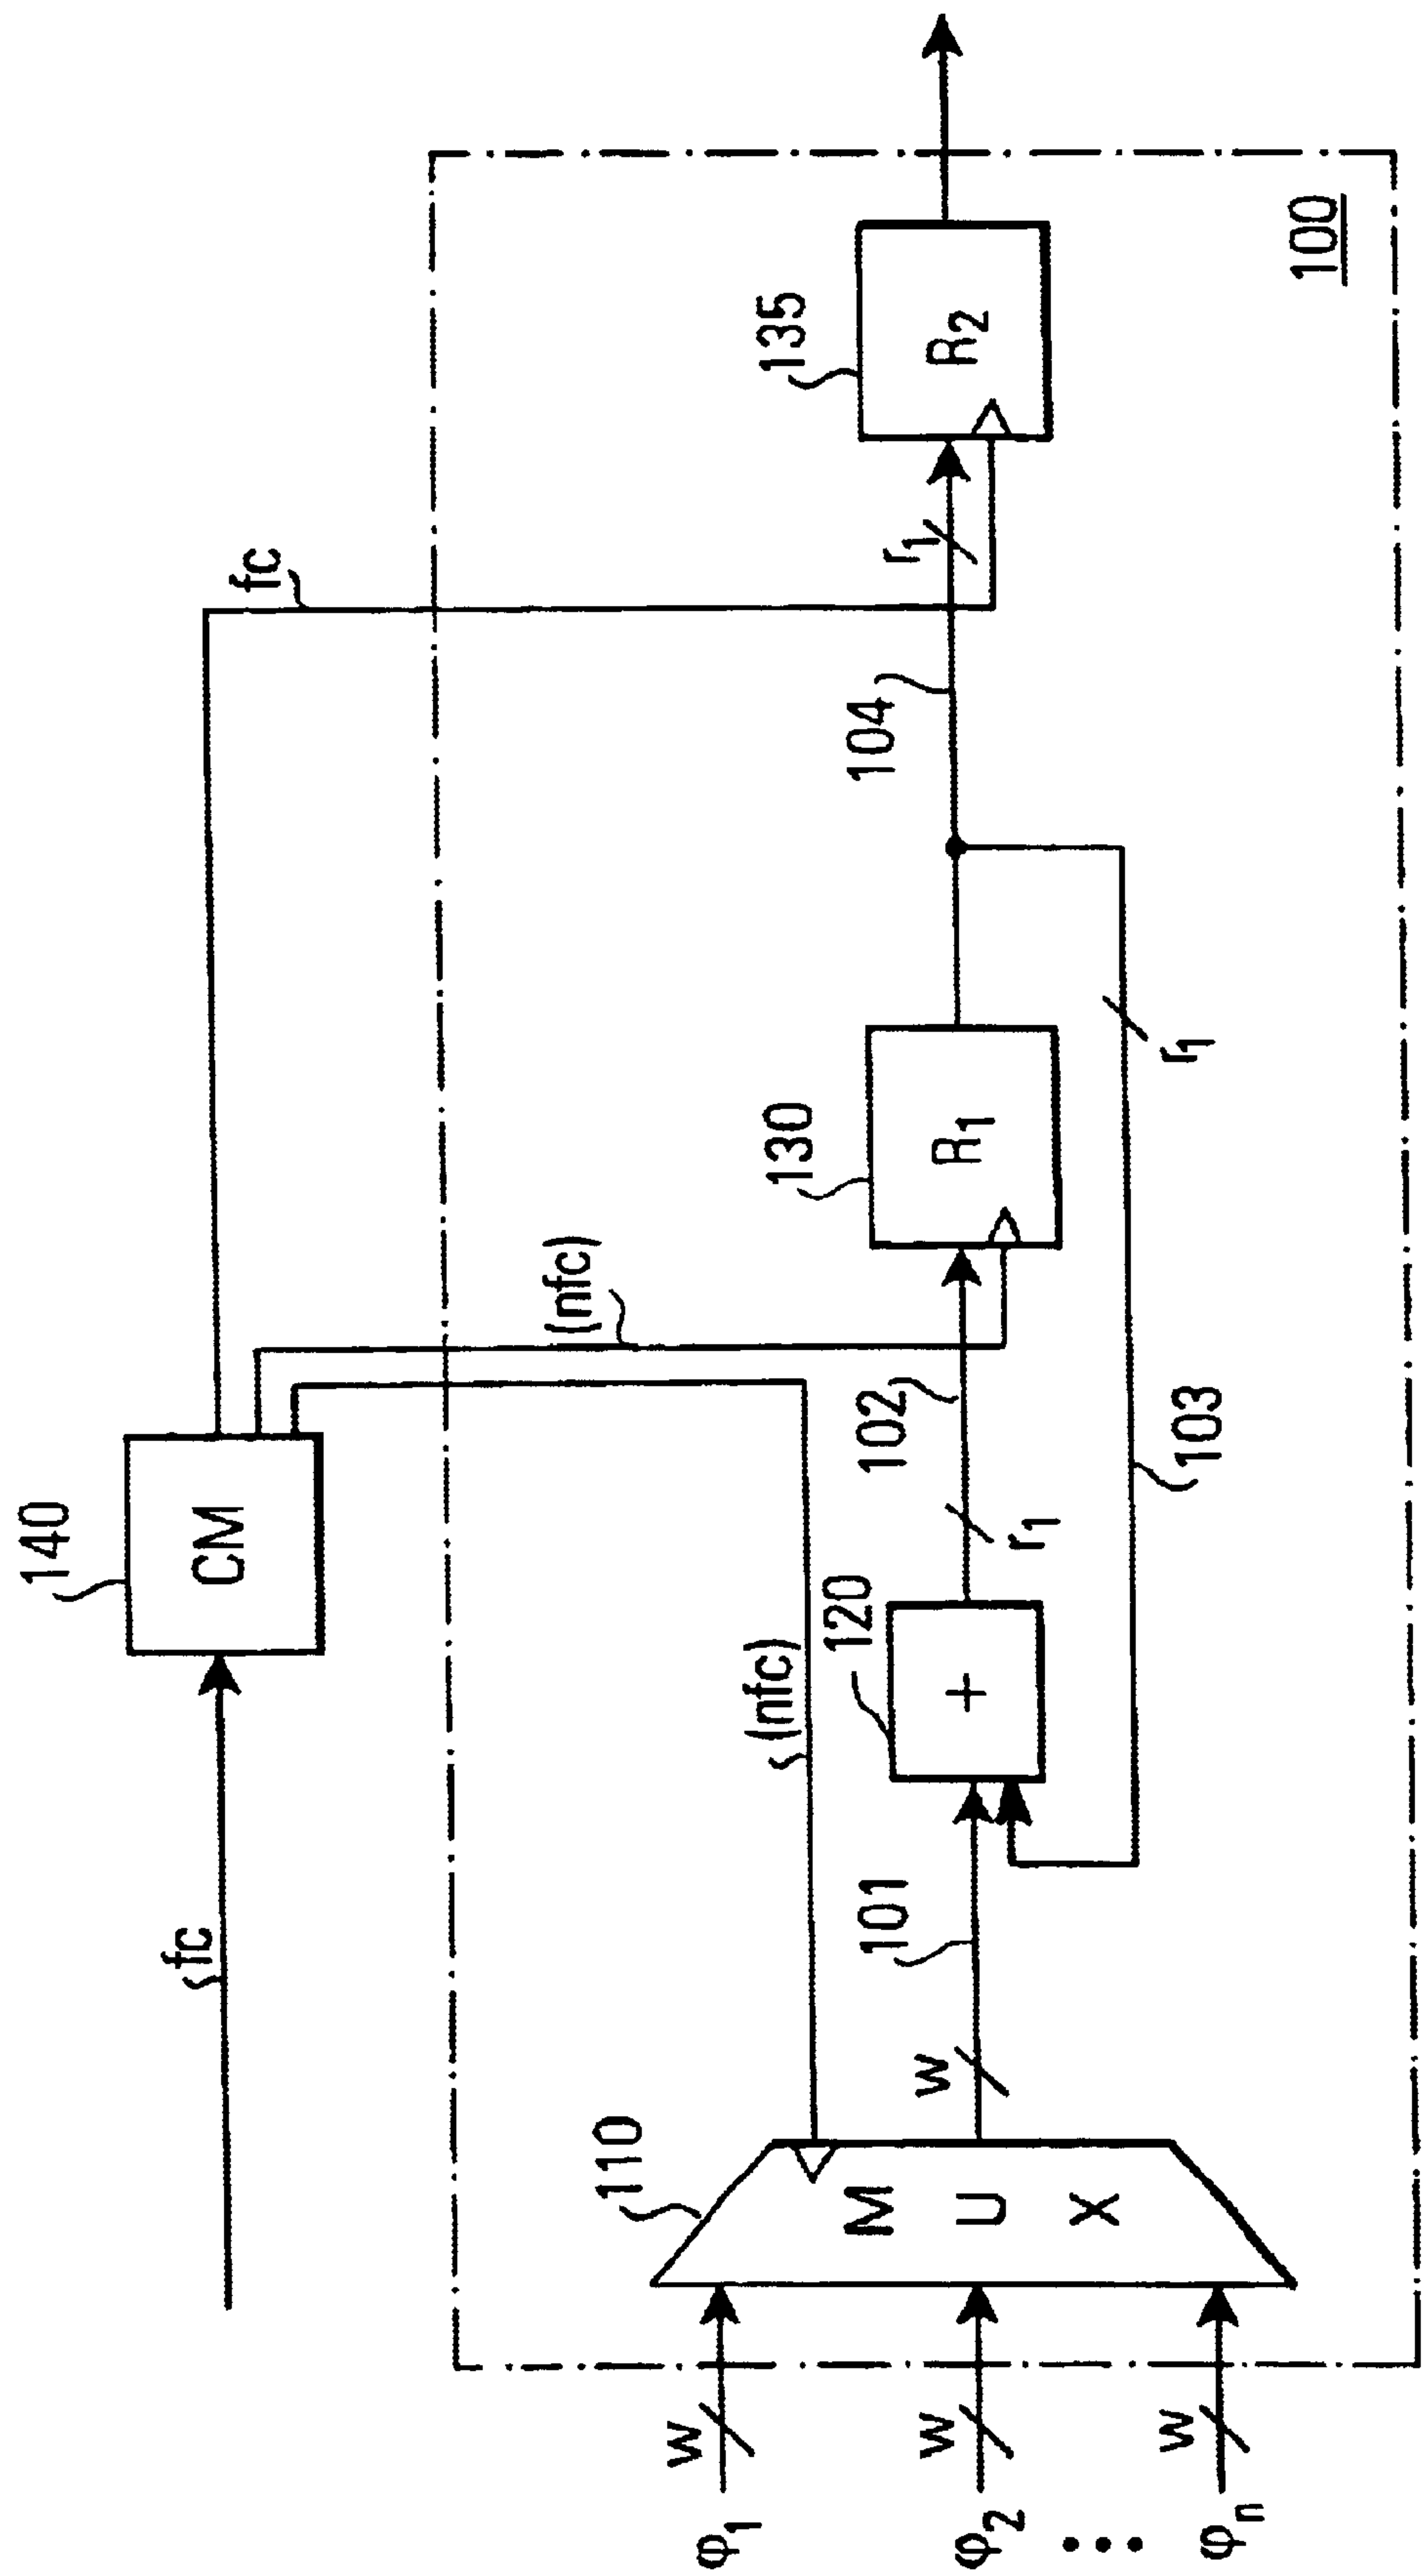 140
CM
fc
fc
(nfc)
(nfc)
110
M
U
X
w
101
120
+
r1
102
130
R1
104
r1
135
R2
r1
103
100
w
w
w
φ1
φ2
•••
φn